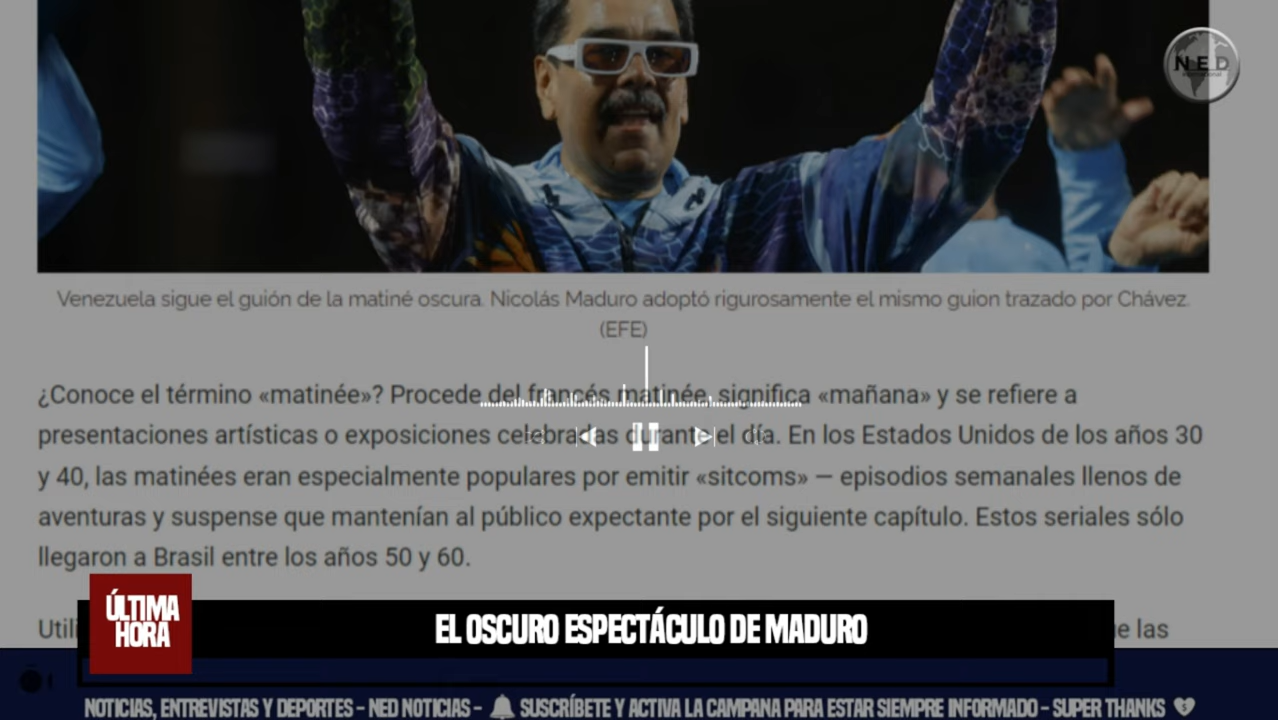 NED
Venezuela sigue el guión de la matiné oscura. Nicolás Maduro adoptó rigurosamente el mismo guion trazado por Chávez.
(EFE)
¿Conoce el término «matinée»? Procede del francés matinée, significa «mañana» y se refiere a
presentaciones artísticas o exposiciones celebradas durante el día. En los Estados Unidos de los años 30
y 40, las matinées eran especialmente populares por emitir «sitcoms» — episodios semanales llenos de
aventuras y suspense que mantenían al público expectante por el siguiente capítulo. Estos seriales sólo
llegaron a Brasil entre los años 50 y 60.
las
ÚLTIMA
HORA
EL OSCURO ESPECTÁCULO DE MADURO
NOTICIAS, ENTREVISTAS Y DEPORTES - NED NOTICIAS - SUSCRÍBETE Y ACTIVA LA CAMPANA PARA ESTAR SIEMPRE INFORMADO - SUPER THANKS